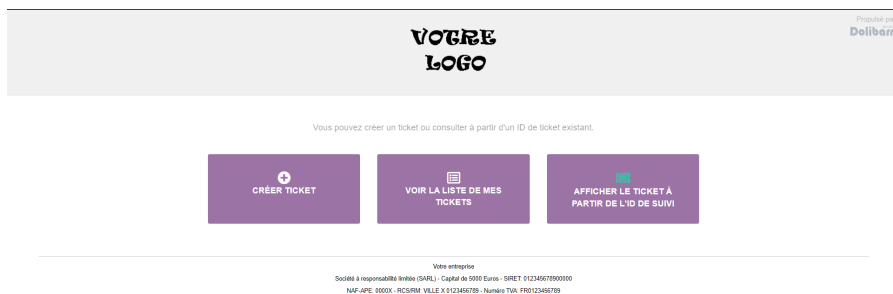 Propulsé pa
Dolibarr
VOTRE
LOGO
Vous pouvez créer un ticket ou consulter à partir d'un ID de ticket existant.
CRÉER TICKET
VOIR LA LISTE DE MES
TICKETS
AFFICHER LE TICKET À
PARTIR DE L'ID DE SUIVI
Votre entreprise
Société à responsabilité limitée (SARL) - Capital de 5000 Euros - SIRET: 012345678900000
NAF-APE: 0000X - RCS/RM: VILLE X 0123456789 - Numéro TVA: FR0123456789